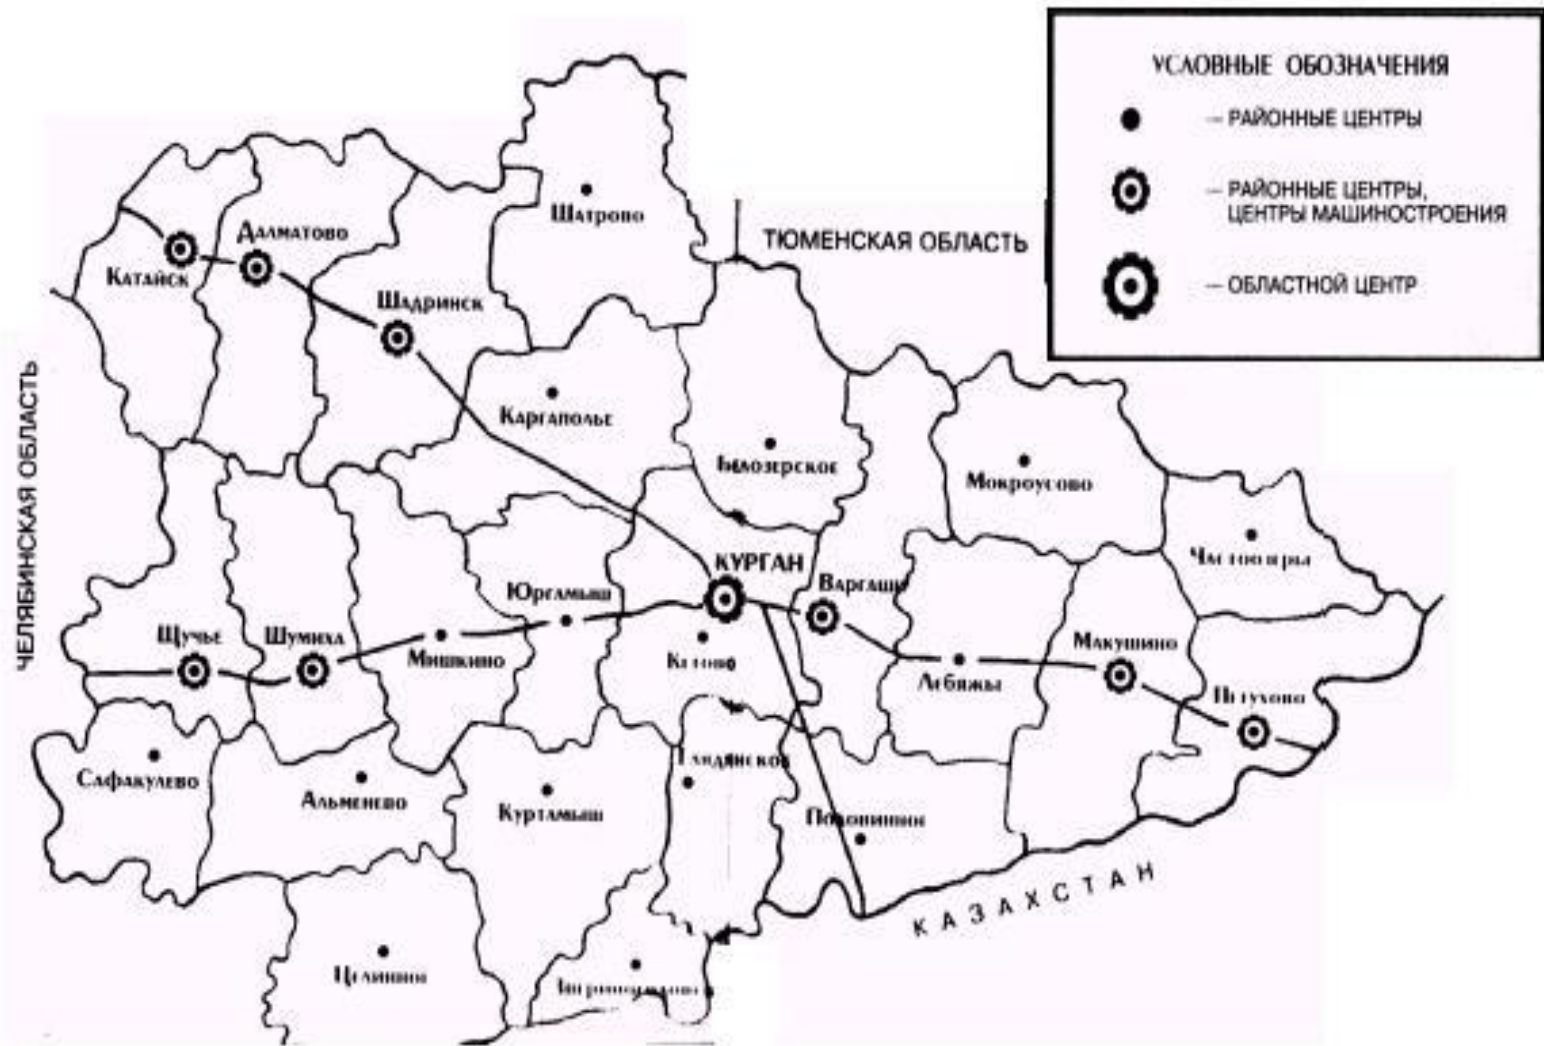 УСЛОВНЫЕ ОБОЗНАЧЕНИЯ
– РАЙОННЫЕ ЦЕНТРЫ
– РАЙОННЫЕ ЦЕНТРЫ,
ЦЕНТРЫ МАШИНОСТРОЕНИЯ
– ОБЛАСТНОЙ ЦЕНТР
ТЮМЕНСКАЯ ОБЛАСТЬ
ЧЕЛЯБИНСКАЯ ОБЛАСТЬ
КАЗАХСТАН
Шатрово
Далматово
Катайск
Шадринск
Каргаполье
Белозерское
Мокроусово
Частоозерье
КУРГАН
Варгаши
Юргамыш
Щучье
Шумиха
Мишкино
Кетово
Лебяжье
Макушино
Петухово
Сафакулево
Альменево
Куртамыш
Половинное
Целинное